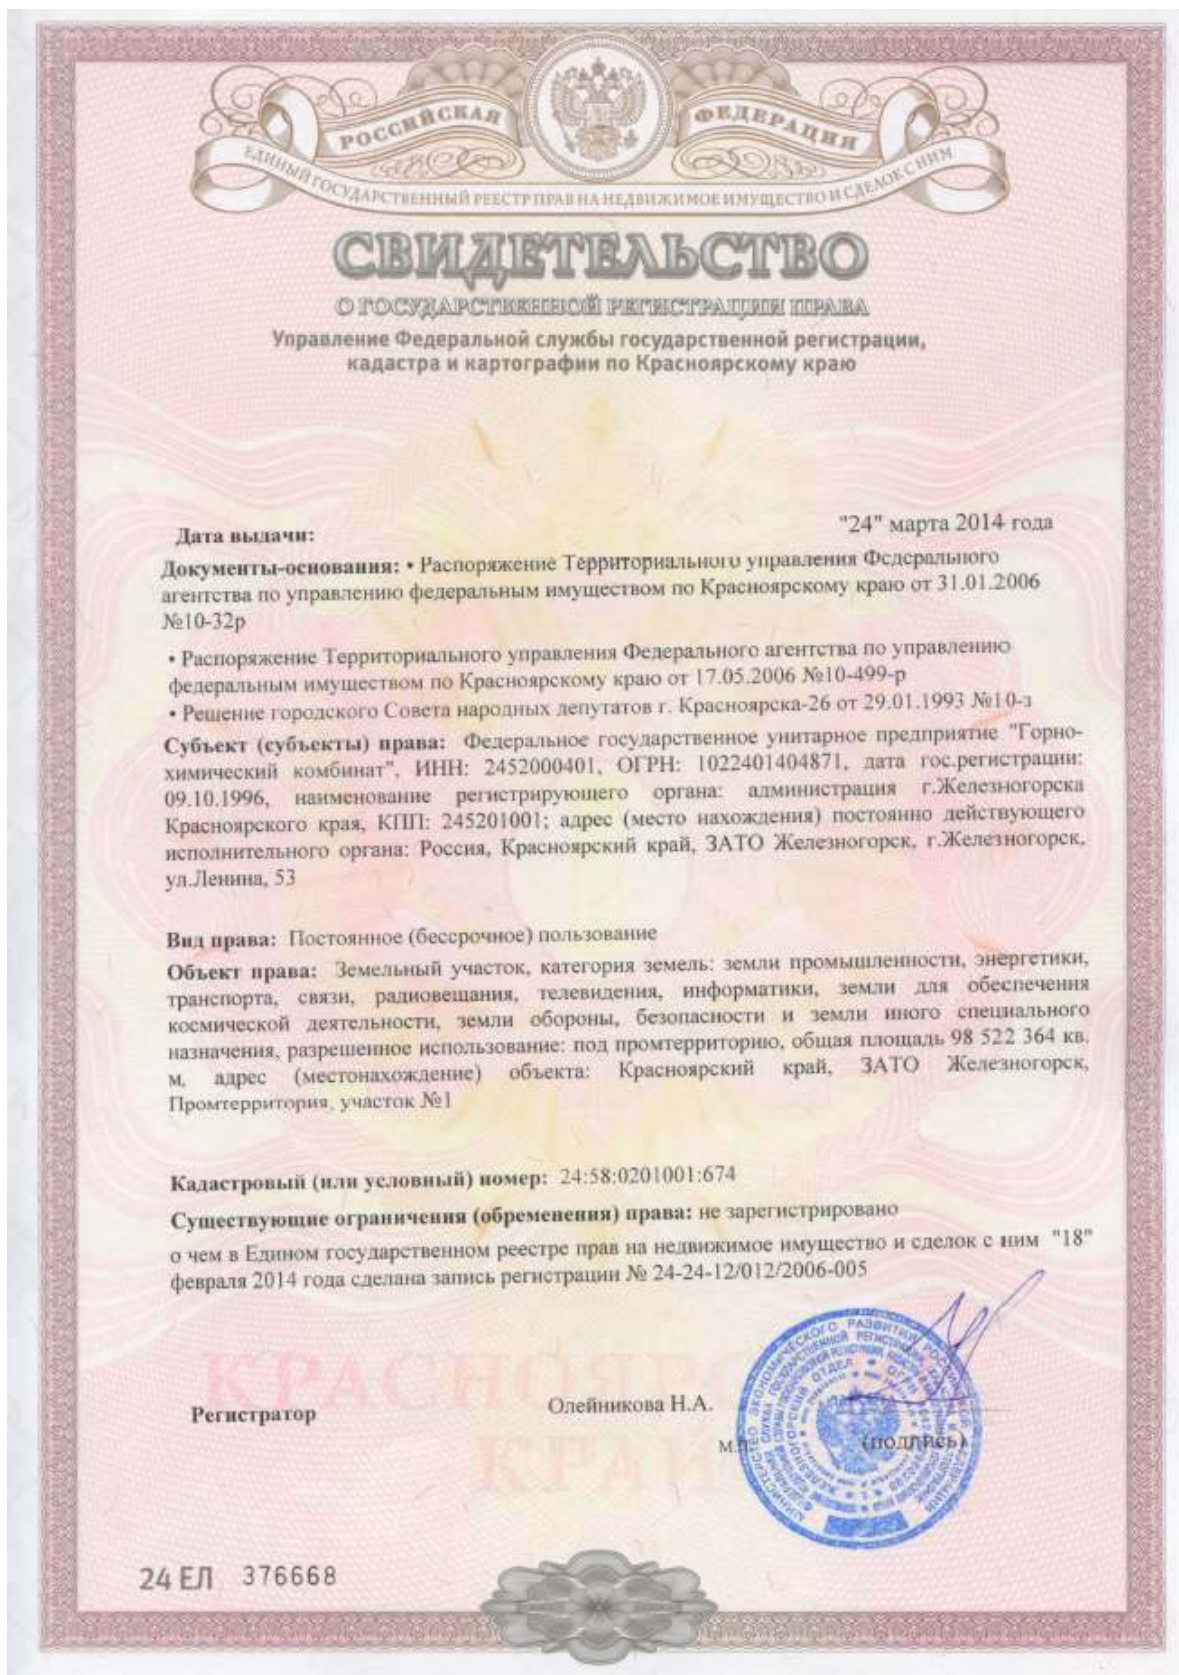 РОССИЙСКАЯ ФЕДЕРАЦИЯ
ЕДИНЫЙ ГОСУДАРСТВЕННЫЙ РЕЕСТР ПРАВ НА НЕДВИЖИМОЕ ИМУЩЕСТВО И СДЕЛОК С НИМ
СВИДЕТЕЛЬСТВО
О ГОСУДАРСТВЕННОЙ РЕГИСТРАЦИИ ПРАВА
Управление Федеральной службы государственной регистрации,
кадастра и картографии по Красноярскому краю
Дата выдачи: "24" марта 2014 года
Документы-основания: • Распоряжение Территориального управления Федерального
агентства по управлению федеральным имуществом по Красноярскому краю от 31.01.2006
№10-32р
• Распоряжение Территориального управления Федерального агентства по управлению
федеральным имуществом по Красноярскому краю от 17.05.2006 №10-499-р
• Решение городского Совета народных депутатов г. Красноярска-26 от 29.01.1993 №10-з
Субъект (субъекты) права: Федеральное государственное унитарное предприятие "Горно-
химический комбинат", ИНН: 2452000401, ОГРН: 1022401404871, дата гос.регистрации:
09.10.1996, наименование регистрирующего органа: администрация г.Железногорска
Красноярского края, КПП: 245201001; адрес (место нахождения) постоянно действующего
исполнительного органа: Россия, Красноярский край, ЗАТО Железногорск, г.Железногорск,
ул.Ленина, 53
Вид права: Постоянное (бессрочное) пользование
Объект права: Земельный участок, категория земель: земли промышленности, энергетики,
транспорта, связи, радиовещания, телевидения, информатики, земли для обеспечения
космической деятельности, земли обороны, безопасности и земли иного специального
назначения, разрешенное использование: под промтерриторию, общая площадь 98 522 364 кв.
м, адрес (местонахождение) объекта: Красноярский край, ЗАТО Железногорск,
Промтерритория, участок №1
Кадастровый (или условный) номер: 24:58:0201001:674
Существующие ограничения (обременения) права: не зарегистрировано
о чем в Едином государственном реестре прав на недвижимое имущество и сделок с ним "18"
февраля 2014 года сделана запись регистрации № 24-24-12/012/2006-005
КРАСНОЯРС
КРАЙ
Регистратор Олейникова Н.А.
М.П. (подпись)
МИНИСТЕРСТВО ЭКОНОМИЧЕСКОГО РАЗВИТИЯ РОССИЙСКОЙ ФЕДЕРАЦИИ
ЖЕЛЕЗНОГОРСКИЙ ОТДЕЛ
24 ЕЛ 376668